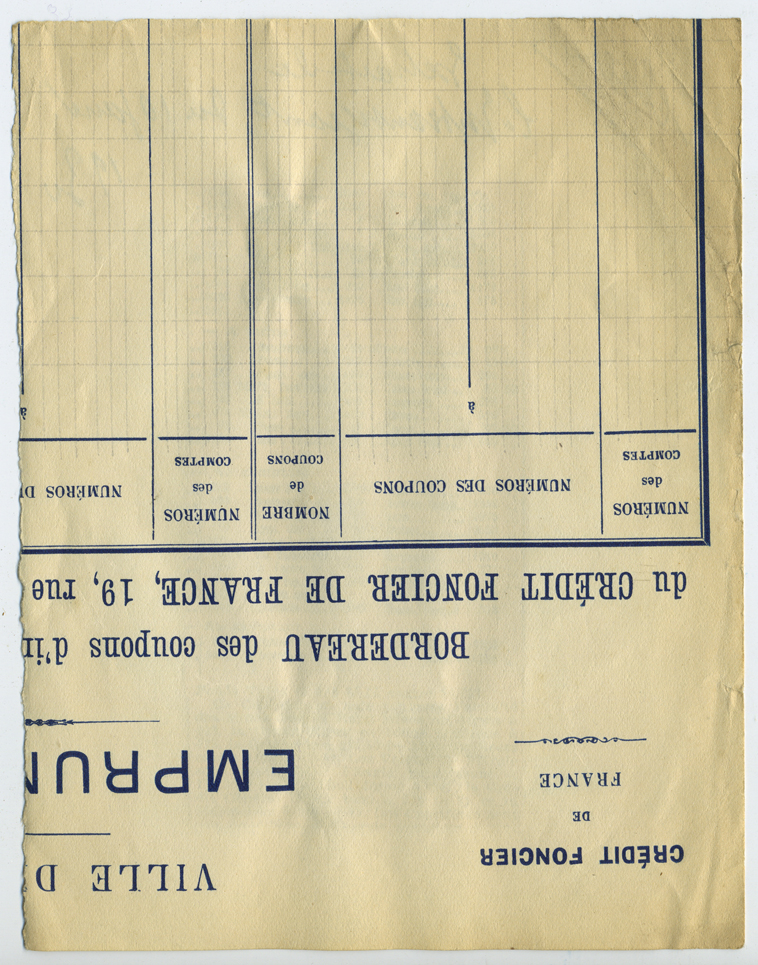 CRÉDIT FONCIER
DE
FRANCE
VILLE D
EMPRUN
BORDEREAU des coupons d'in
du CRÉDIT FONCIER DE FRANCE, 19, rue
NUMÉROS des COMPTES
NUMÉROS DES COUPONS
NOMBRE de COUPONS
NUMÉROS des COMPTES
NUMÉROS D
à
à